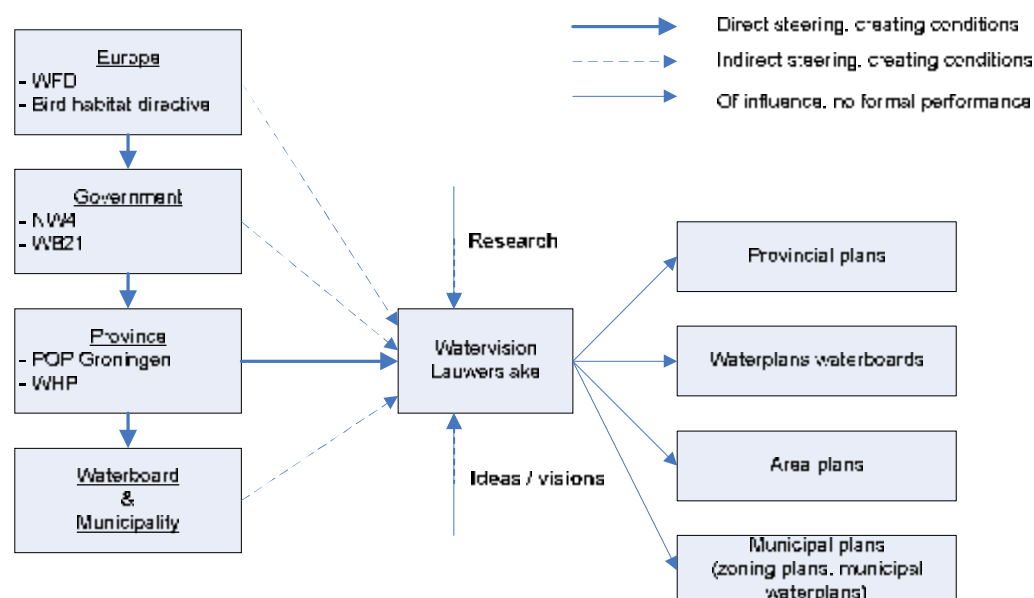 Direct steering, creating conditions
Indirect steering, creating conditions
Of influence, no formal performance
Europe
- WFD
- Bird habitat directive
Government
- NW4
- WB21
Province
- POP Groningen
- WHP
Waterboard
&
Municipality
Research
Watervision
Lauwerslake
Ideas / visions
Provincial plans
Waterplans waterboards
Area plans
Municipal plans
(zoning plans, municipal
waterplans)